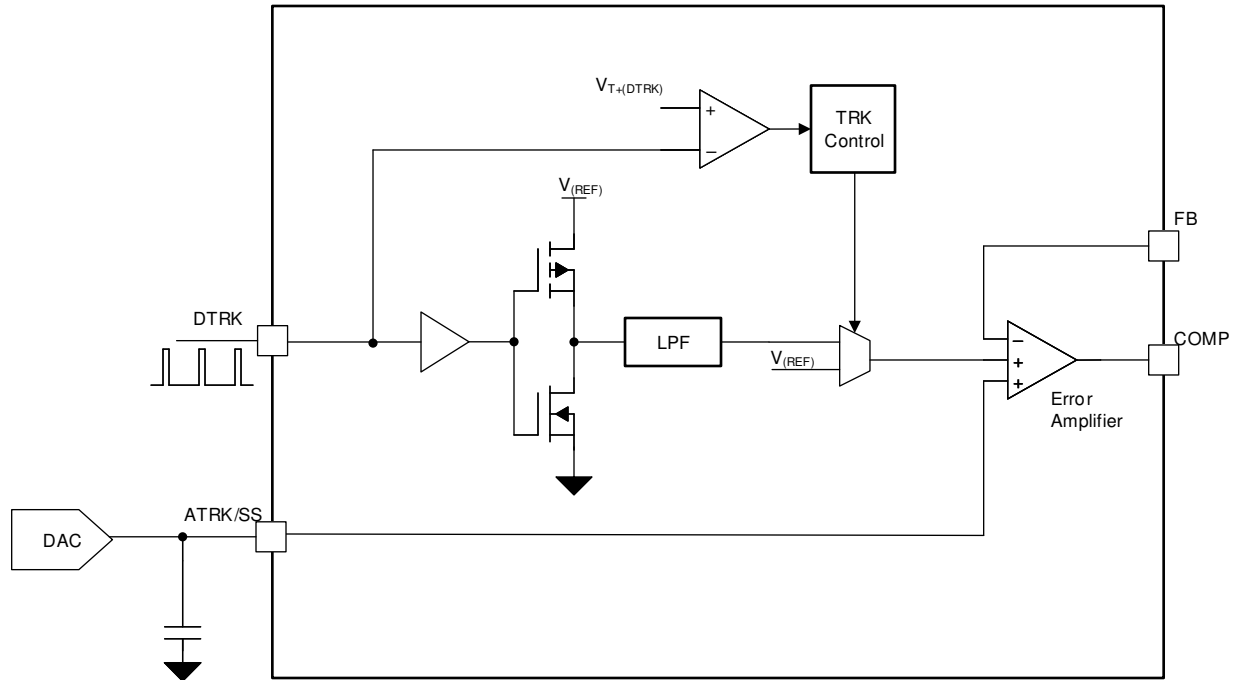 V_T+(DTRK)
+
−
TRK
Control
V_(REF)
FB
DTRK
LPF
V_(REF)
−
+
+
COMP
Error
Amplifier
ATRK/SS
DAC